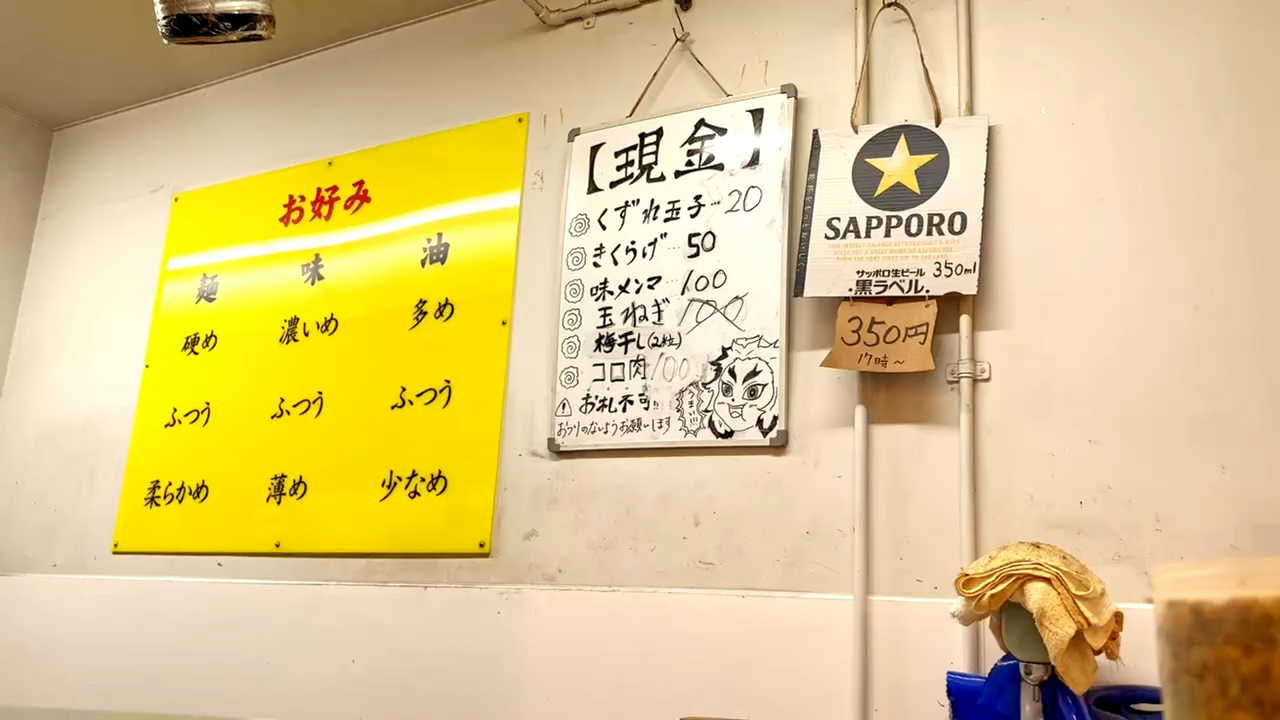 お好み
麺 味 油
硬め 濃いめ 多め
ふつう ふつう ふつう
柔らかめ 薄め 少なめ
【現金】
くずれ玉子…20
きくらげ…50
味メンマ…100
玉ねぎ 100
梅干し(2粒)
コロ肉 100
お札不可!!
おつりのないようお願いします
うまい!!!
SAPPORO
サッポロ生ビール 350ml
・黒ラベル・
350円
17時～